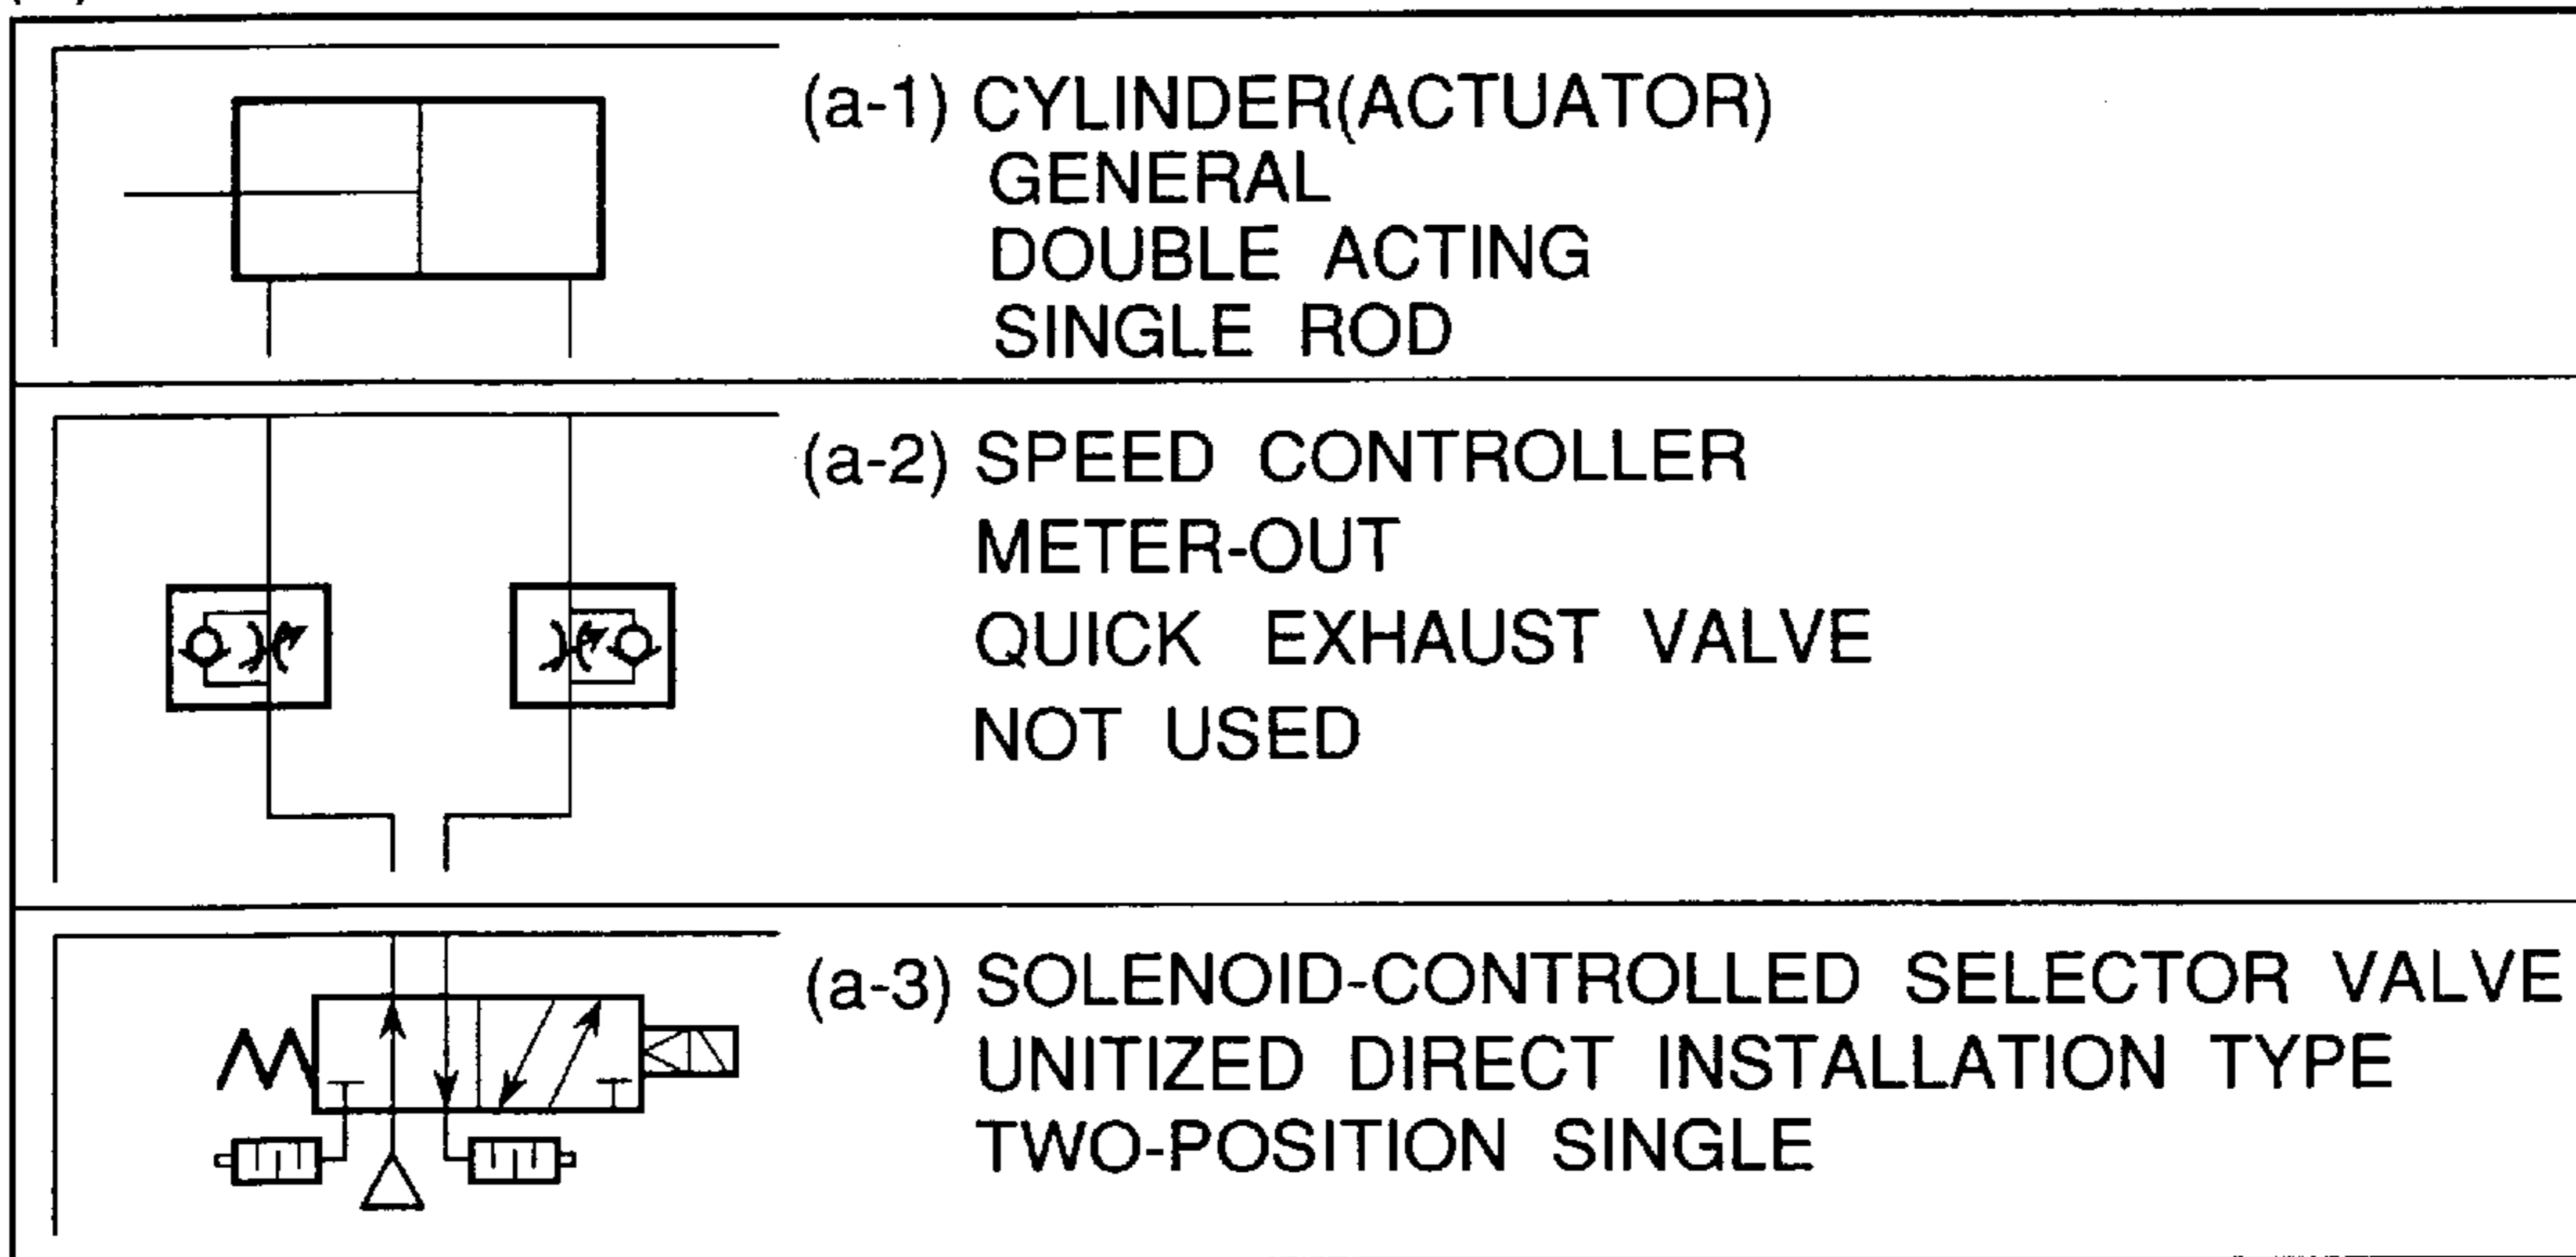 (a-1) CYLINDER(ACTUATOR)
GENERAL
DOUBLE ACTING
SINGLE ROD
(a-2) SPEED CONTROLLER
METER-OUT
QUICK EXHAUST VALVE
NOT USED
(a-3) SOLENOID-CONTROLLED SELECTOR VALVE
UNITIZED DIRECT INSTALLATION TYPE
TWO-POSITION SINGLE